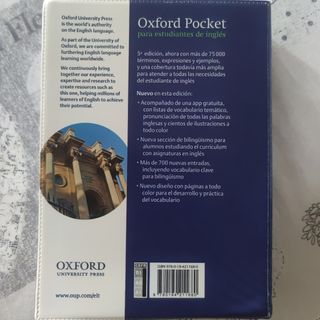 Oxford University Press
is the world's authority
on the English language.
As part of the University of
Oxford, we are committed to
furthering English language
learning worldwide.
We continuously bring
together our experience,
expertise and research to
create resources such as
this one, helping millions of
learners of English to achieve
their potential.
OXFORD
UNIVERSITY PRESS
www.oup.com/elt
Oxford Pocket
para estudiantes de inglés
5ª edición, ahora con más de 75 000
términos, expresiones y ejemplos,
y una cobertura todavía más amplia
para atender a todas las necesidades
del estudiante de inglés
Nuevo en esta edición:
• Acompañado de una app gratuita,
con listas de vocabulario temático,
pronunciación de todas las palabras
inglesas y cientos de ilustraciones a
todo color
• Nueva sección de bilingüismo para
alumnos estudiando el currículum
con asignaturas en inglés
• Más de 700 nuevas entradas,
incluyendo vocabulario clave
para bilingüismo
• Nuevo diseño con páginas a todo
color para el desarrollo y práctica
del vocabulario